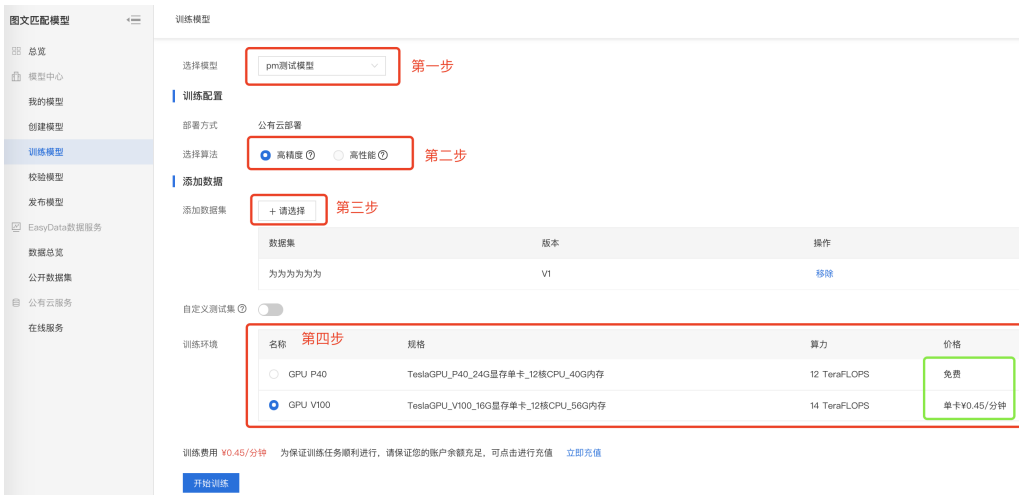 图文匹配模型
总览
模型中心
我的模型
创建模型
训练模型
校验模型
发布模型
EasyData数据服务
数据总览
公开数据集
公有云服务
在线服务
训练模型
选择模型 pm测试模型 第一步
训练配置
部署方式 公有云部署
选择算法 高精度 ? 高性能 ? 第二步
添加数据
添加数据集 + 请选择 第三步
数据集 版本 操作
为为为为为为 V1 移除
自定义测试集 ?
训练环境 名称 第四步 规格 算力 价格
GPU P40 TeslaGPU_P40_24G显存单卡_12核CPU_40G内存 12 TeraFLOPS 免费
GPU V100 TeslaGPU_V100_16G显存单卡_12核CPU_56G内存 14 TeraFLOPS 单卡¥0.45/分钟
训练费用 ¥0.45/分钟 为保证训练任务顺利进行，请保证您的账户余额充足，可点击进行充值 立即充值
开始训练